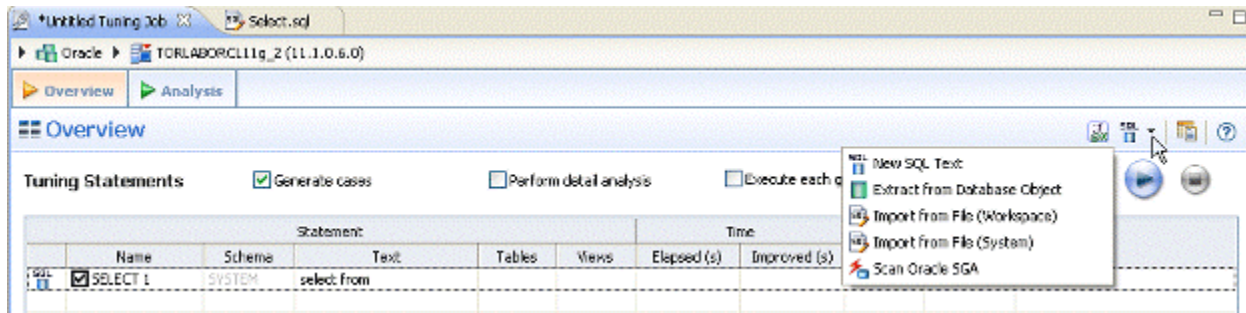 *Untitled Tuning Job Select.sql
Oracle TORLABORCL11g_2 (11.1.0.6.0)
Overview Analysis
Overview SQL
Tuning Statements Generate cases Perform detail analysis Execute each
New SQL Text
Extract from Database Object
Import from File (Workspace)
Import from File (System)
Scan Oracle SGA
Statement Time
Name Schema Text Tables Views Elapsed (s) Improved (s)
SQL SELECT 1 SYSTEM select from